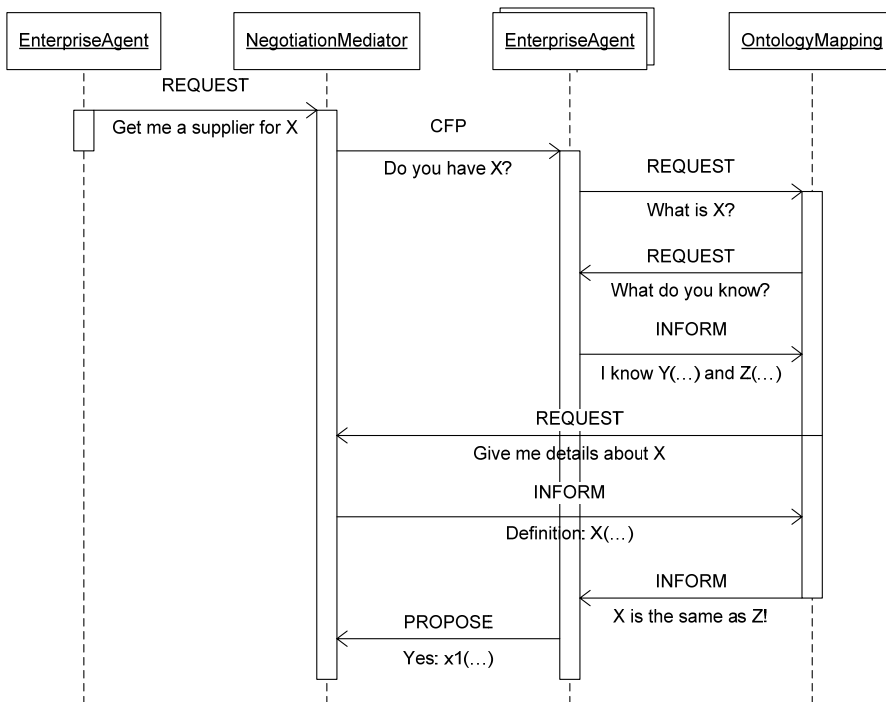 EnterpriseAgent
NegotiationMediator
EnterpriseAgent
OntologyMapping
REQUEST
Get me a supplier for X
CFP
Do you have X?
REQUEST
What is X?
REQUEST
What do you know?
INFORM
I know Y(…) and Z(…)
REQUEST
Give me details about X
INFORM
Definition: X(…)
INFORM
X is the same as Z!
PROPOSE
Yes: x1(…)